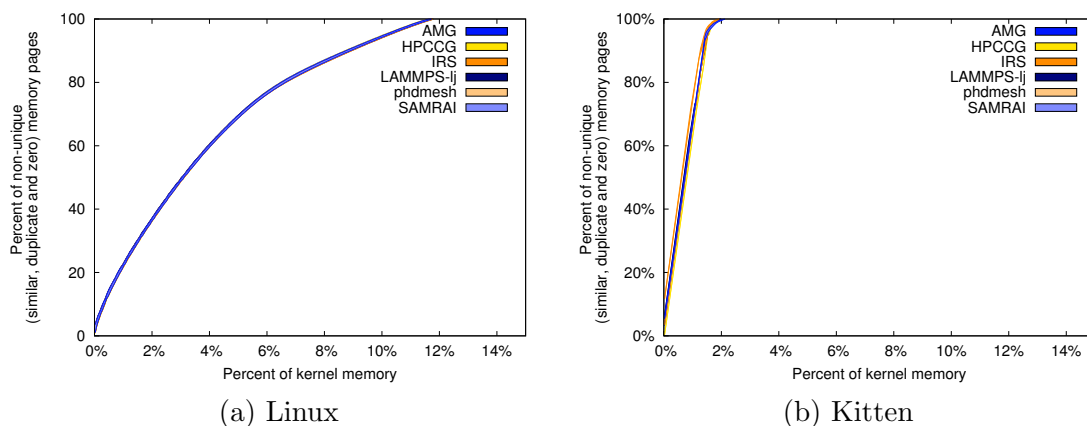 Percent of non-unique
(similar, duplicate and zero) memory pages
100
80
60
40
20
0
0% 2% 4% 6% 8% 10% 12% 14%
Percent of kernel memory
AMG
HPCCG
IRS
LAMMPS-lj
phdmesh
SAMRAI
(a) Linux
Percent of non-unique
(similar, duplicate and zero) memory pages
100%
80%
60%
40%
20%
0
0% 2% 4% 6% 8% 10% 12% 14%
Percent of kernel memory
AMG
HPCCG
IRS
LAMMPS-lj
phdmesh
SAMRAI
(b) Kitten